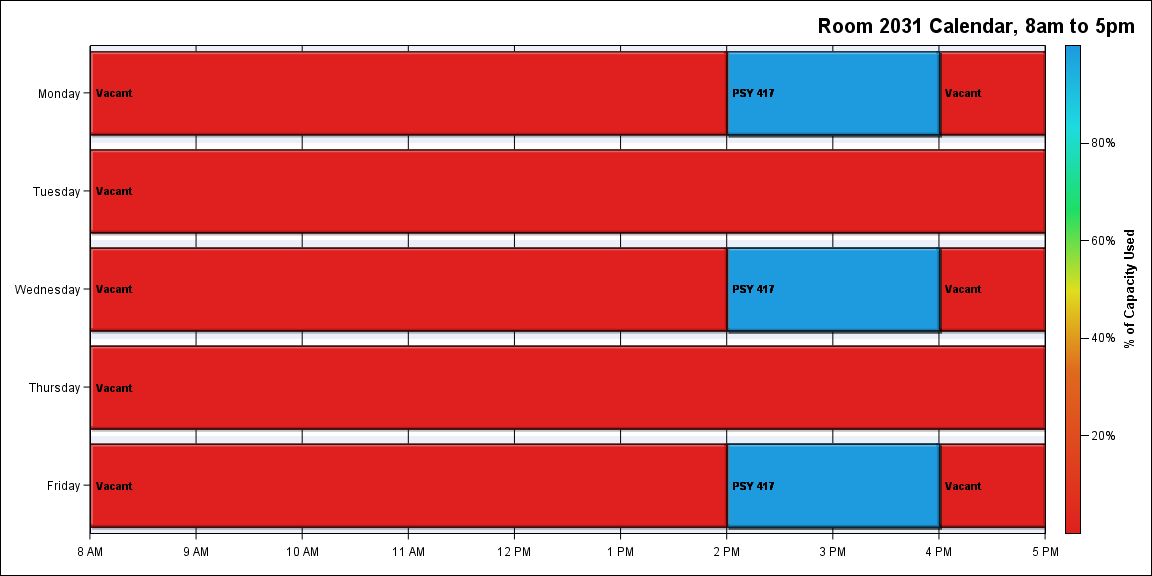 Room 2031 Calendar, 8am to 5pm
Monday
Vacant
PSY 417
Vacant
Tuesday
Vacant
Wednesday
Vacant
PSY 417
Vacant
Thursday
Vacant
Friday
Vacant
PSY 417
Vacant
8 AM 9 AM 10 AM 11 AM 12 PM 1 PM 2 PM 3 PM 4 PM 5 PM
80%
60%
40%
20%
% of Capacity Used